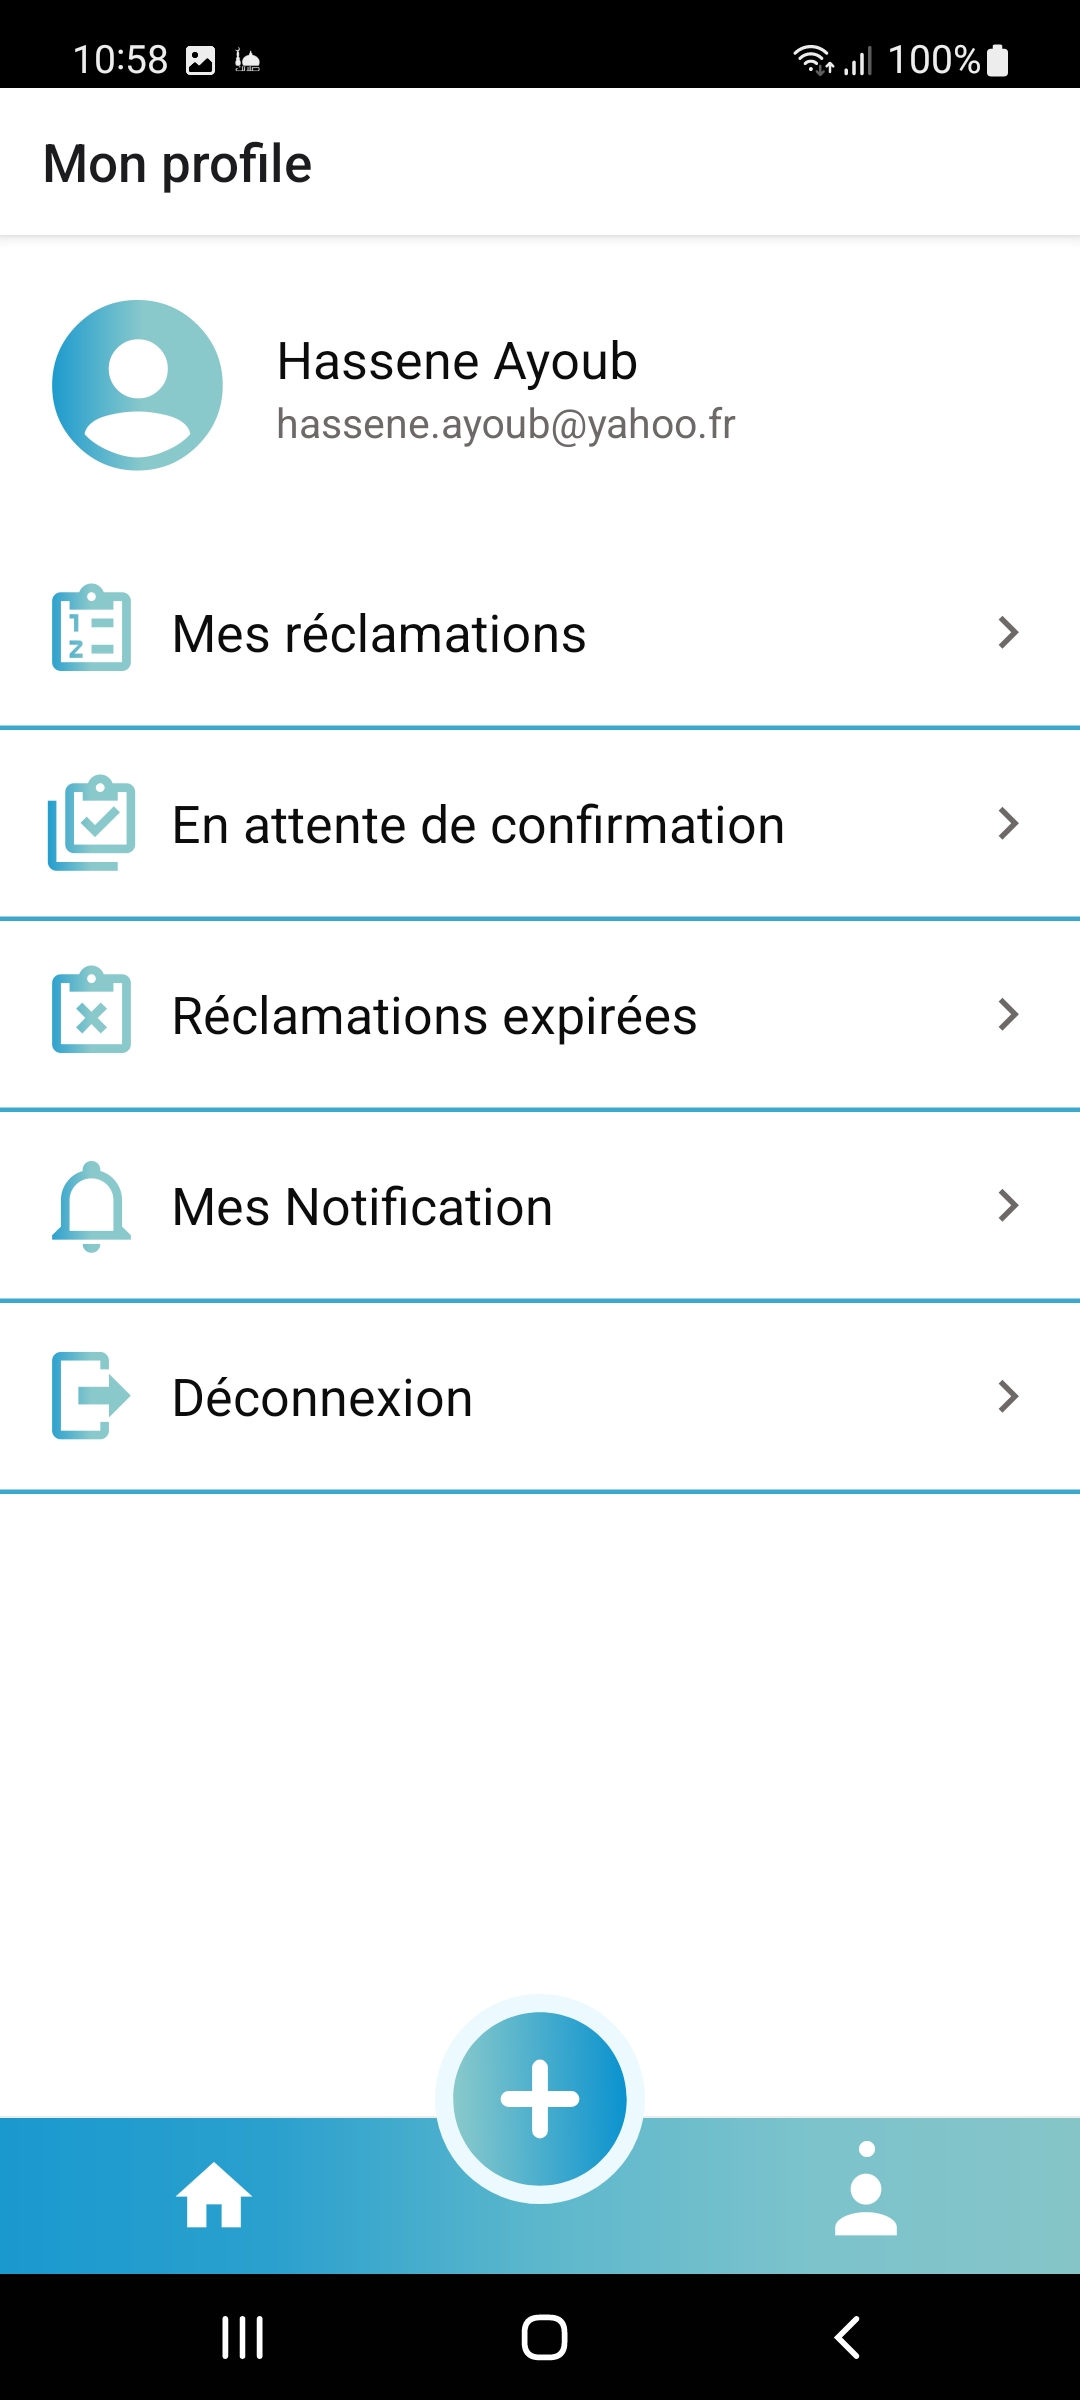 10:58 100%
Mon profile
Hassene Ayoub
hassene.ayoub@yahoo.fr
Mes réclamations
En attente de confirmation
Réclamations expirées
Mes Notification
Déconnexion